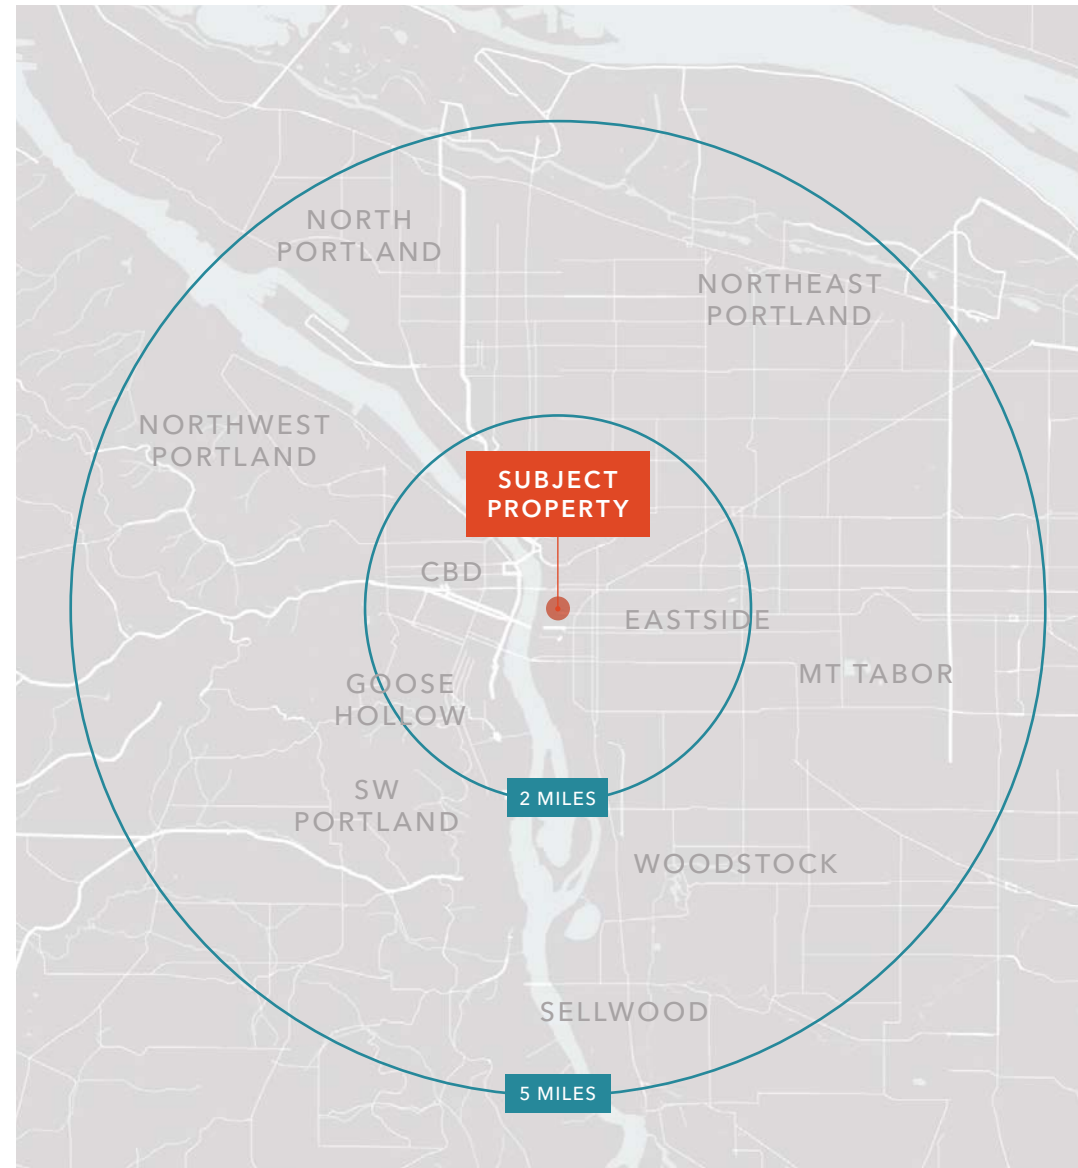 NORTH
PORTLAND
NORTHEAST
PORTLAND
NORTHWEST
PORTLAND
SUBJECT
PROPERTY
CBD
EASTSIDE
MT TABOR
GOOSE
HOLLOW
SW
PORTLAND
2 MILES
WOODSTOCK
SELLWOOD
5 MILES